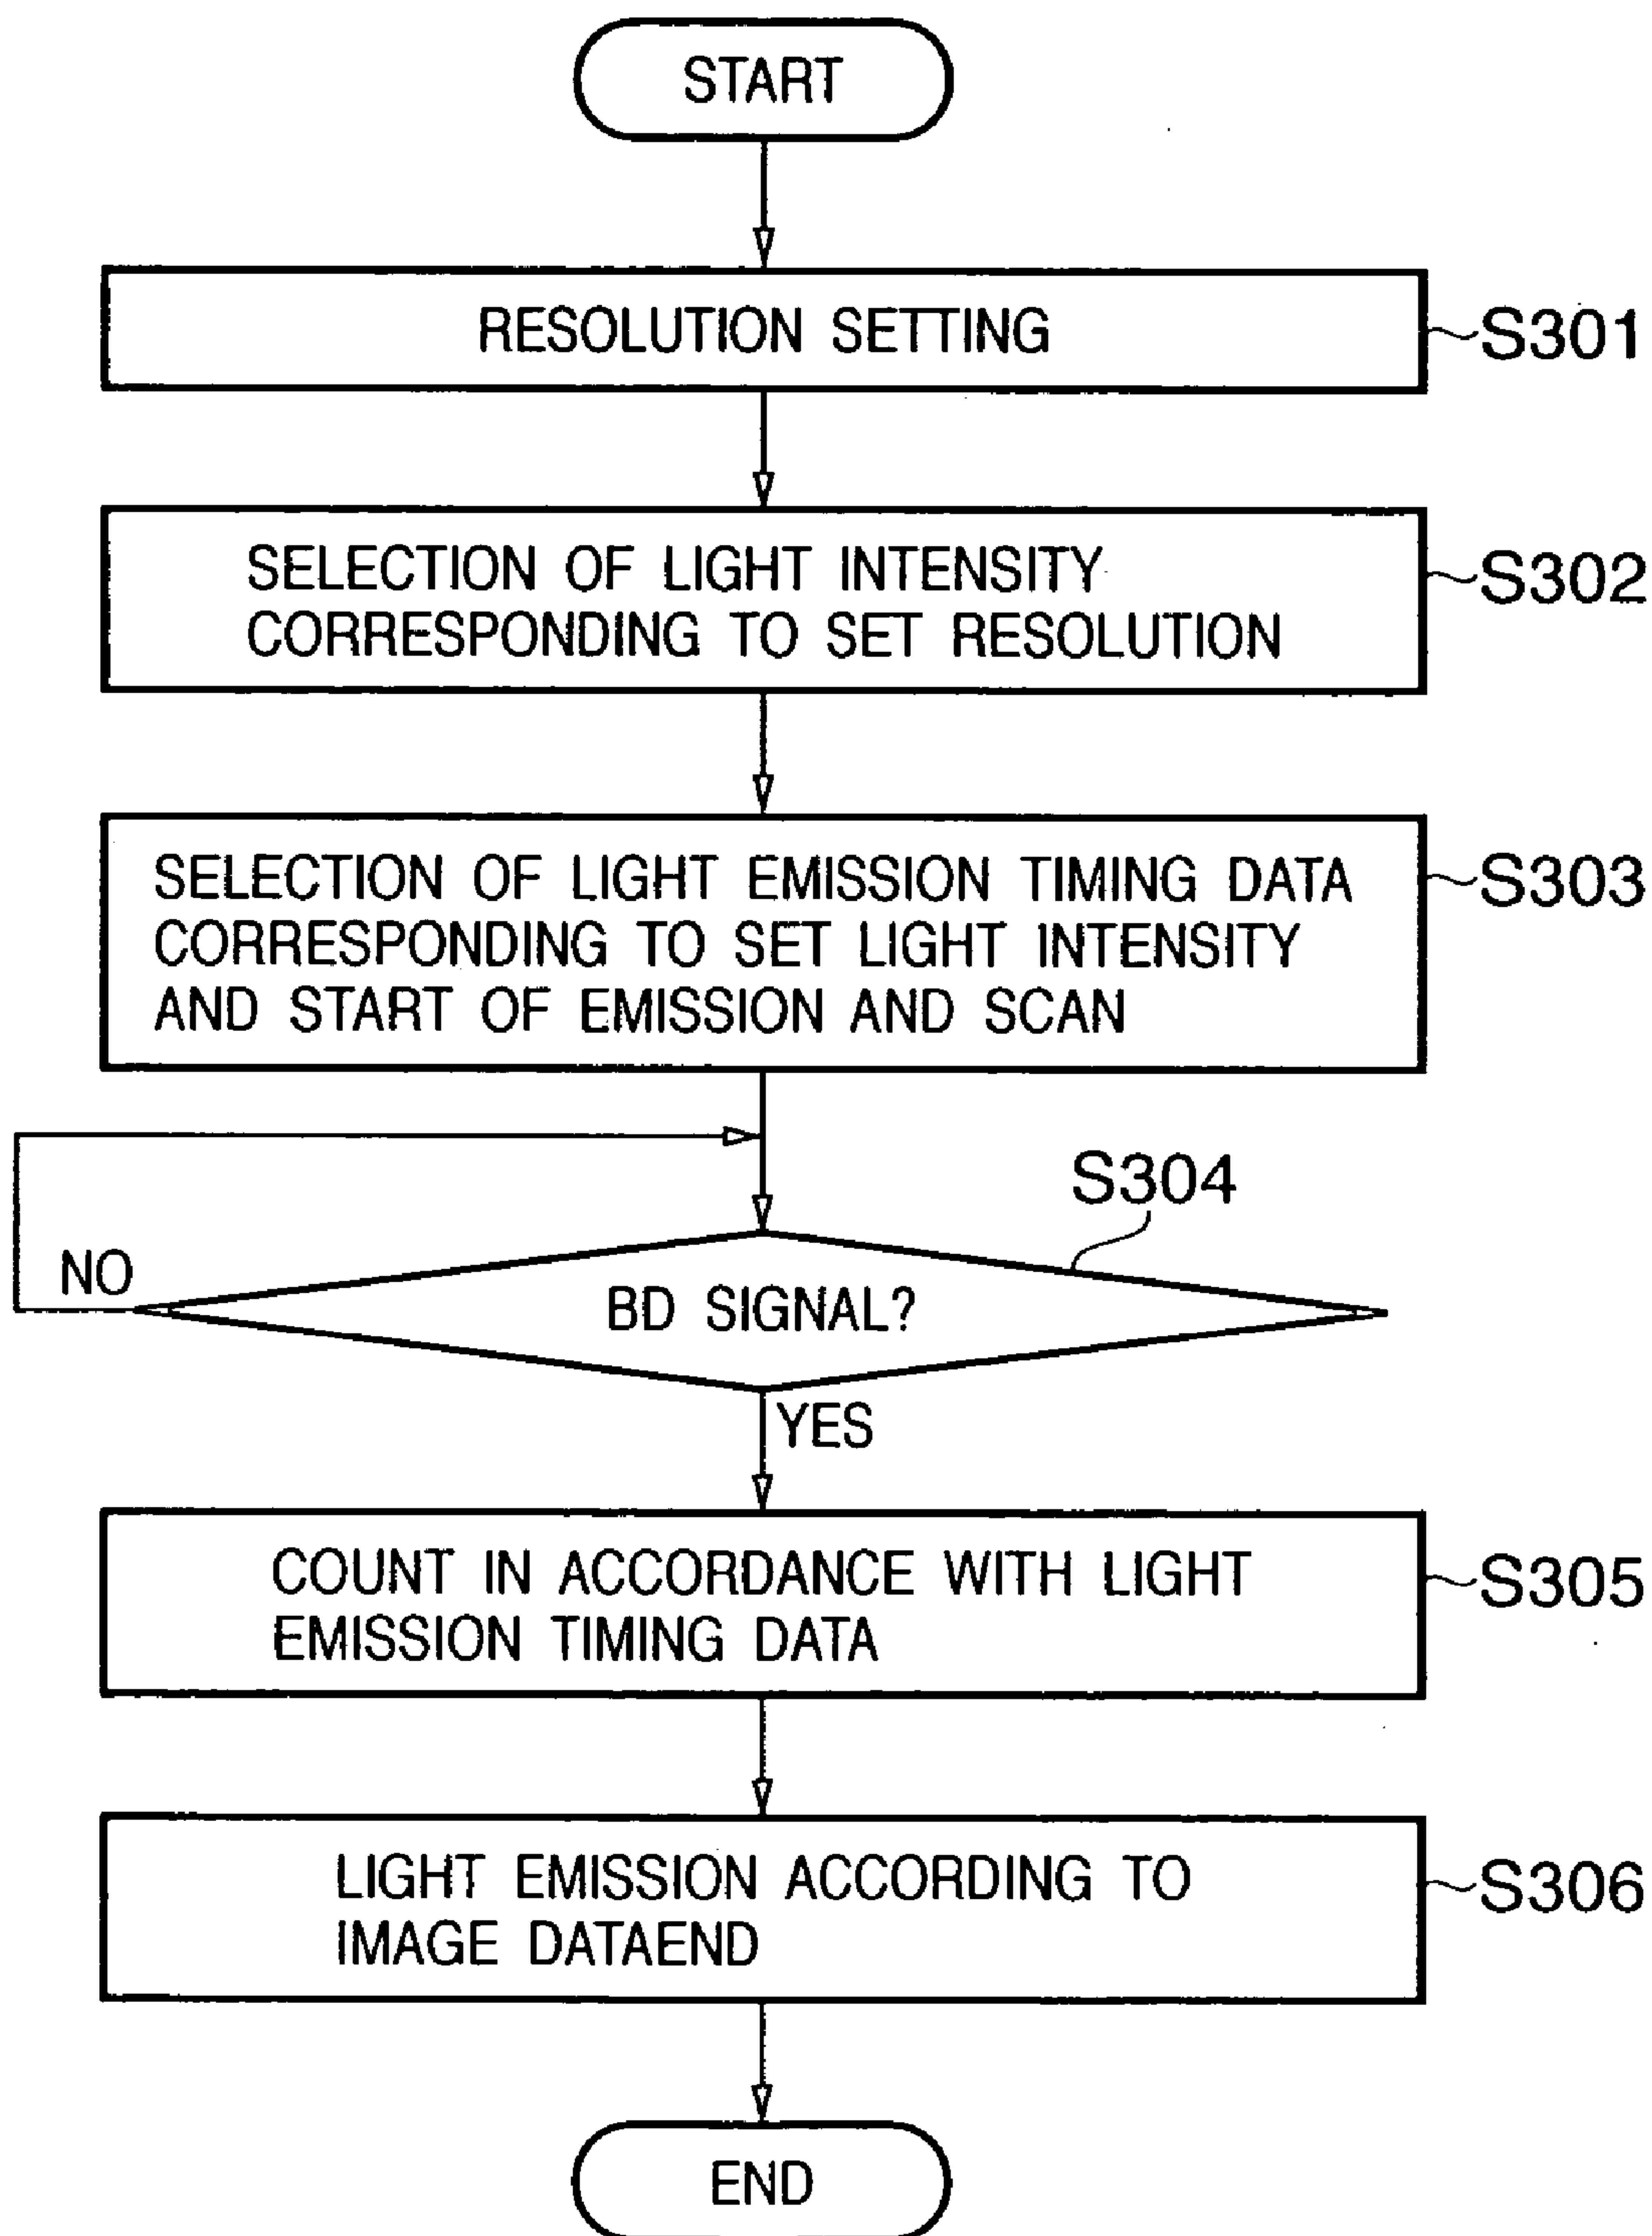 START
RESOLUTION SETTING
S301
SELECTION OF LIGHT INTENSITY
CORRESPONDING TO SET RESOLUTION
S302
SELECTION OF LIGHT EMISSION TIMING DATA
CORRESPONDING TO SET LIGHT INTENSITY
AND START OF EMISSION AND SCAN
S303
S304
NO
BD SIGNAL?
YES
COUNT IN ACCORDANCE WITH LIGHT
EMISSION TIMING DATA
S305
LIGHT EMISSION ACCORDING TO
IMAGE DATAEND
S306
END